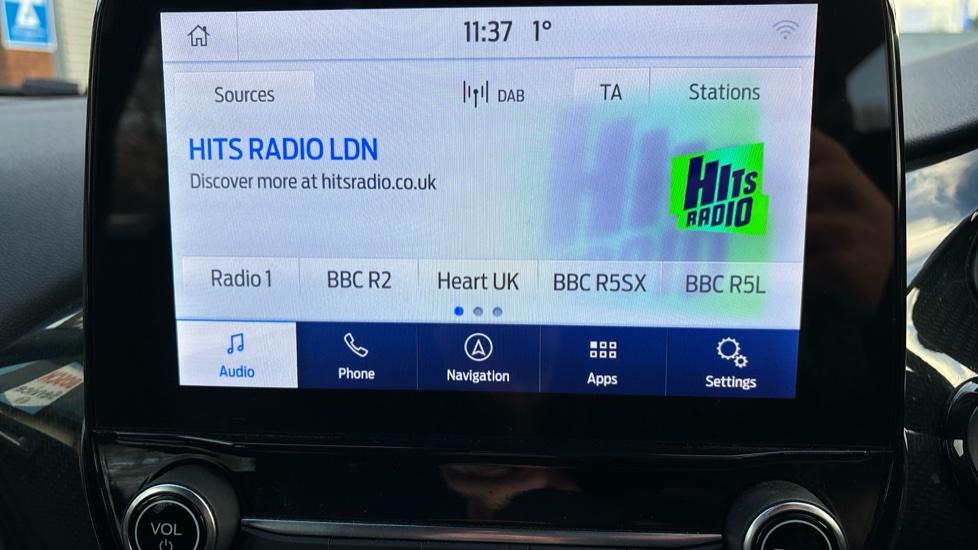 11:37 1°
Sources DAB TA Stations
HITS RADIO LDN
Discover more at hitsradio.co.uk
HITS
RADIO
Radio 1 BBC R2 Heart UK BBC R5SX BBC R5L
Audio Phone Navigation Apps Settings
VOL